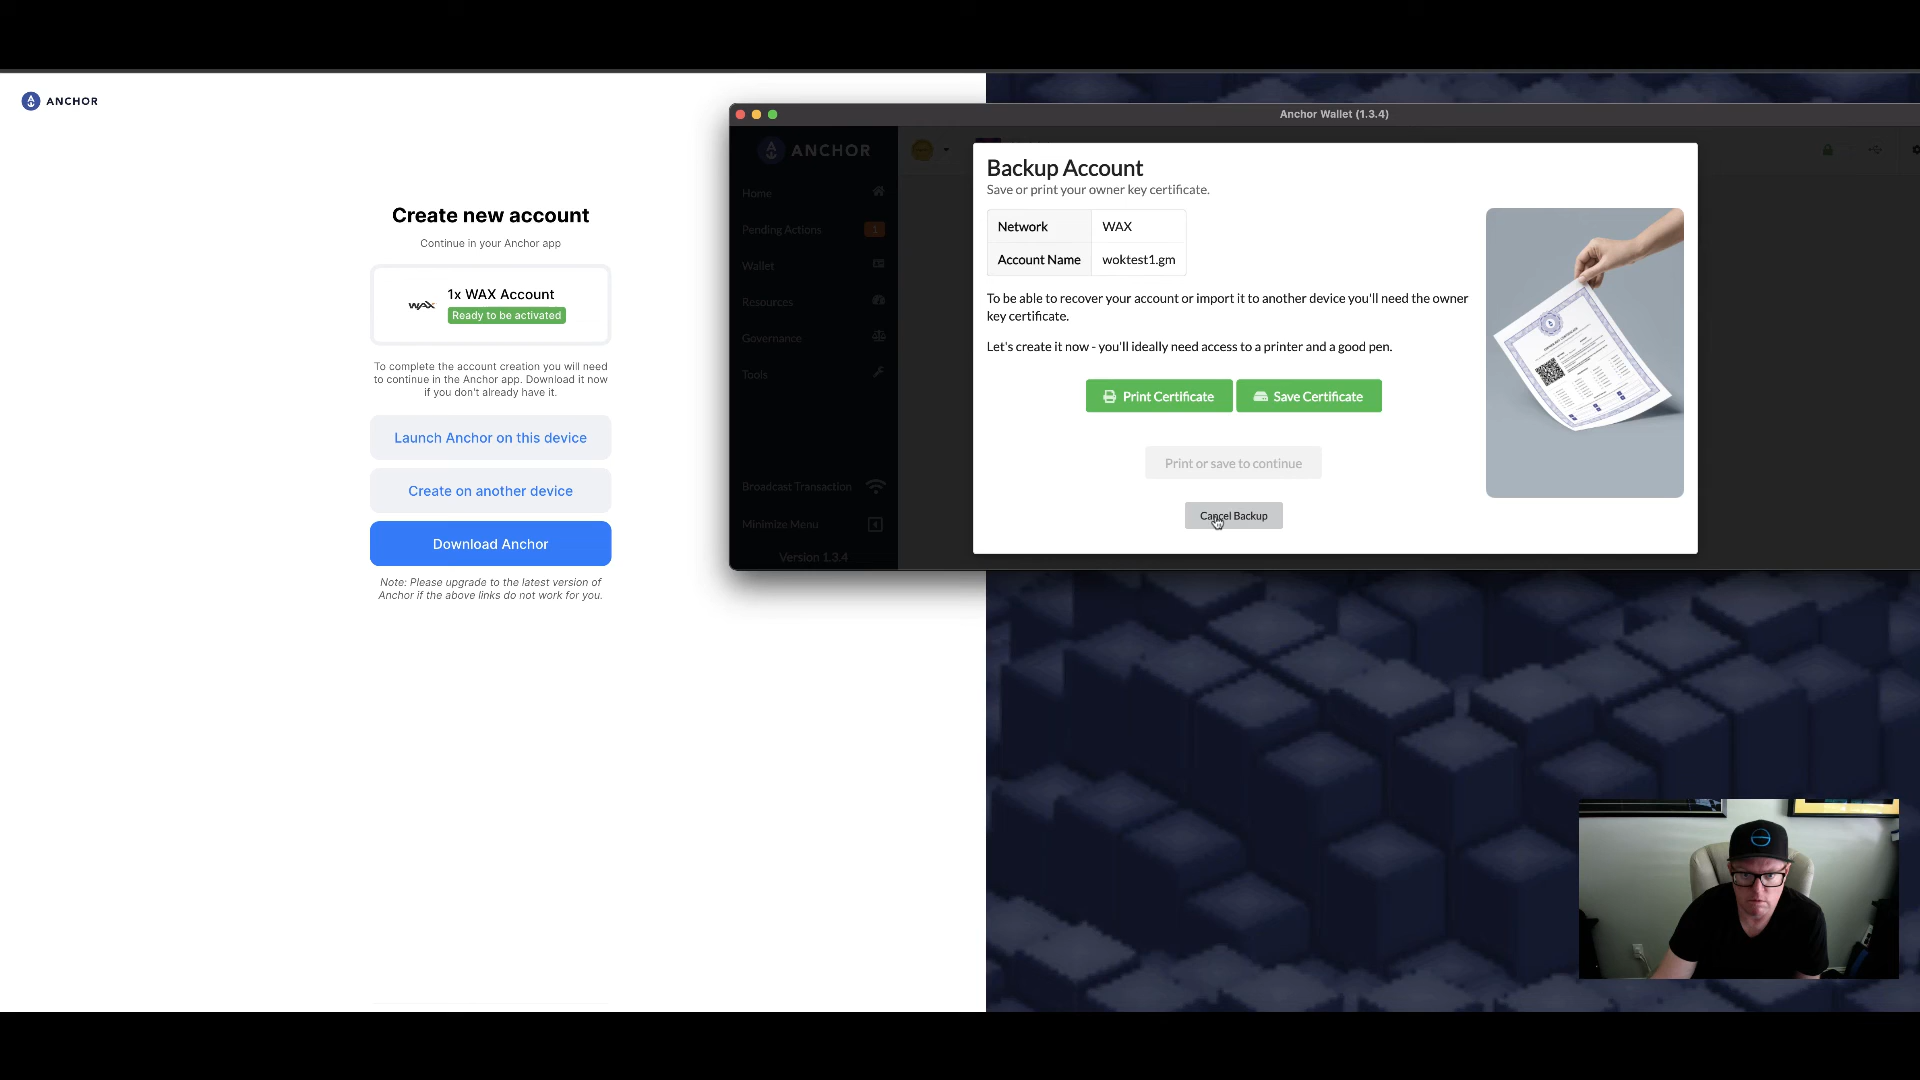 ANCHOR
Create new account
Continue in your Anchor app
WAX
1x WAX Account
Ready to be activated
To complete the account creation you will need
to continue in the Anchor app. Download it now
if you don't already have it.
Launch Anchor on this device
Create on another device
Download Anchor
Note: Please upgrade to the latest version of
Anchor if the above links do not work for you.
Anchor Wallet (1.3.4)
ANCHOR
Home
Pending Actions 1
Wallet
Resources
Governance
Tools
Broadcast Transaction
Minimize Menu
Version 1.3.4
Backup Account
Save or print your owner key certificate.
Network WAX
Account Name woktest1.gm
To be able to recover your account or import it to another device you'll need the owner
key certificate.
Let's create it now - you'll ideally need access to a printer and a good pen.
Print Certificate
Save Certificate
Print or save to continue
Cancel Backup